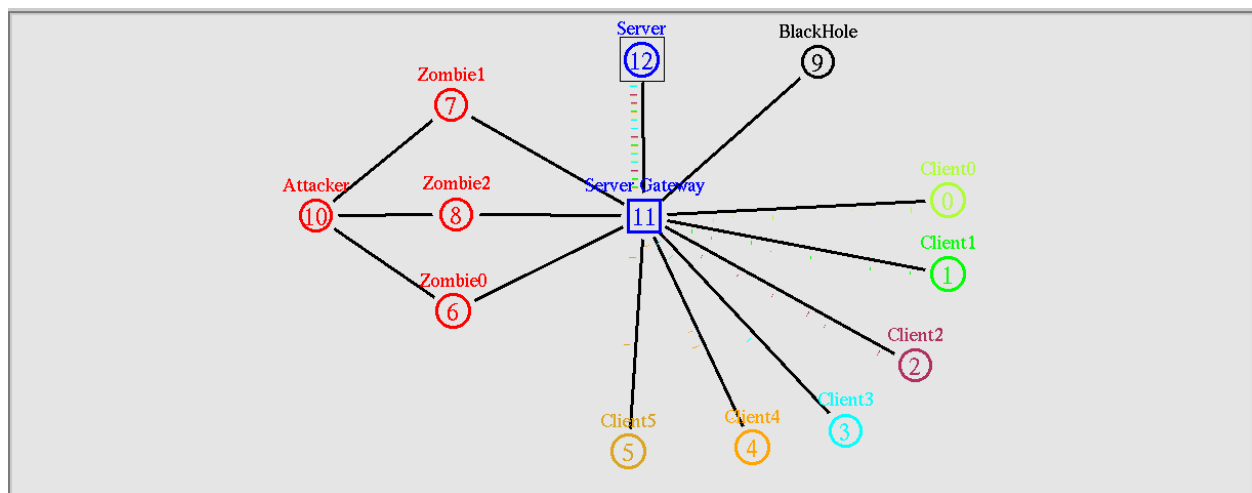 Server
12
BlackHole
9
Zombie1
7
Attacker
10
Zombie2
8
Server Gateway
11
Client0
0
Client1
1
Zombie0
6
Client2
2
Client3
3
Client4
4
Client5
5